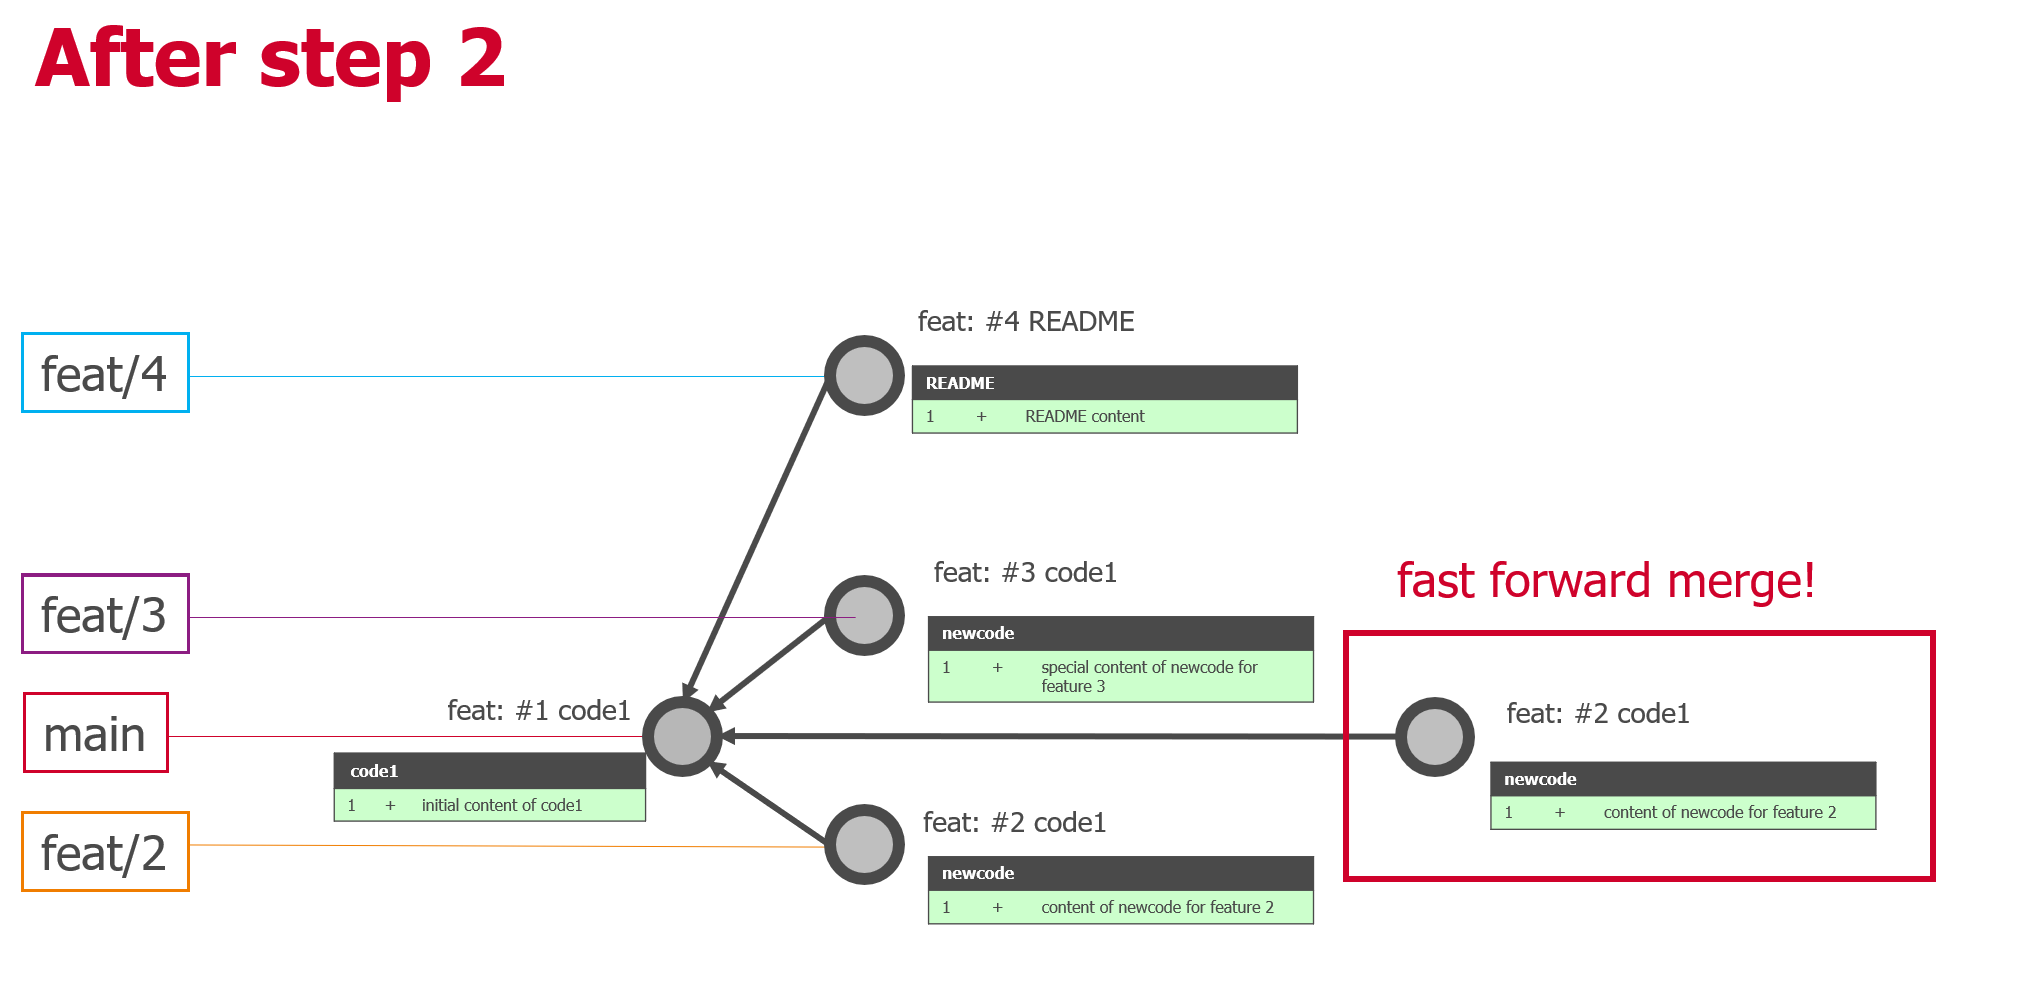 After step 2
feat: #4 README
feat/4
README
1 + README content
feat: #3 code1
fast forward merge!
feat/3
newcode
1 + special content of newcode for
feature 3
main
feat: #1 code1
feat: #2 code1
code1
1 + initial content of code1
newcode
1 + content of newcode for feature 2
feat/2
feat: #2 code1
newcode
1 + content of newcode for feature 2